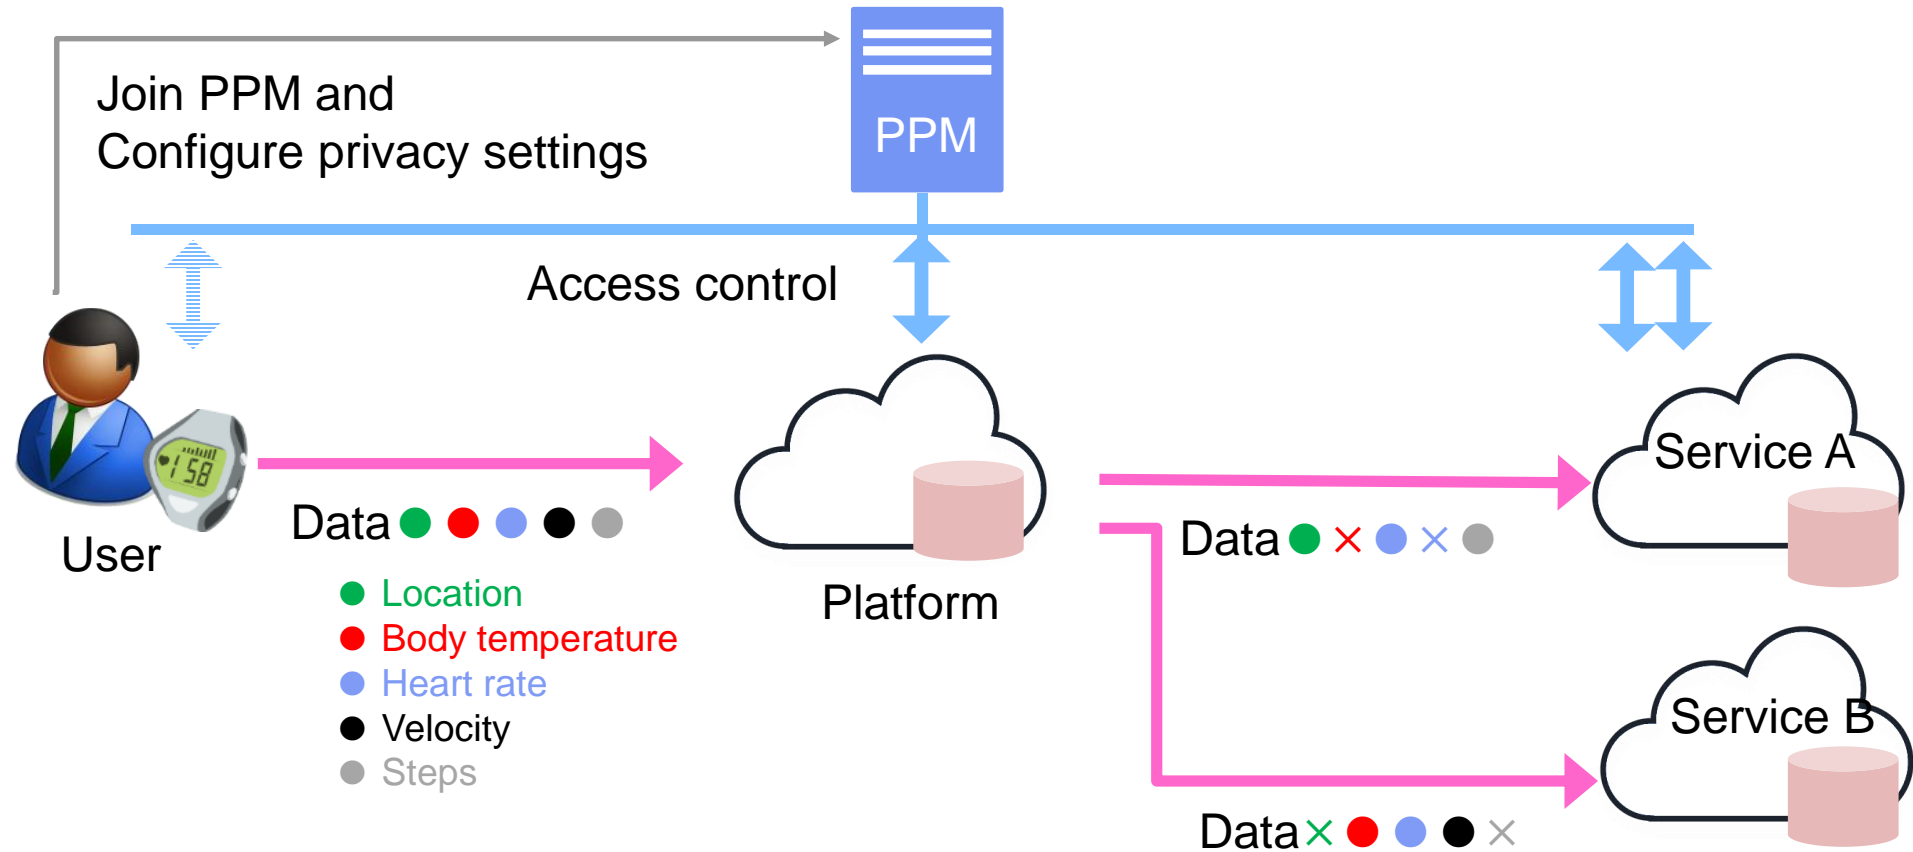 Join PPM and
Configure privacy settings
PPM
Access control
158
User
Data
Location
Body temperature
Heart rate
Velocity
Steps
Platform
Data
Service A
Service B
Data